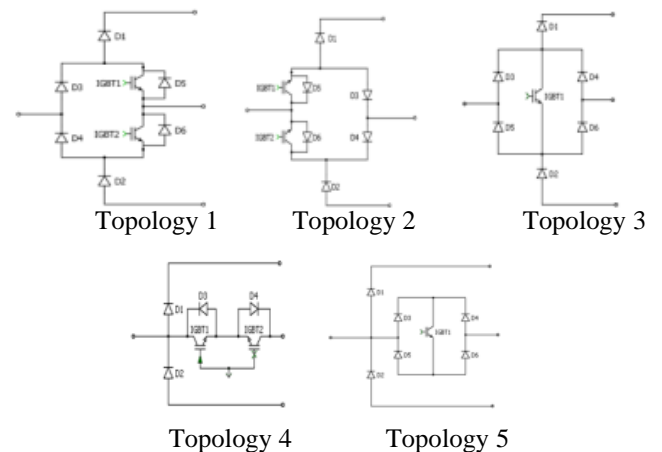 D1
D3
IGBT1
D5
D4
IGBT2
D6
D2
Topology 1
D1
IGBT1
D5
D3
IGBT2
D6
D4
D2
Topology 2
D1
D3
IGBT1
D4
D5
D6
D2
Topology 3
D1
D3
D4
IGBT1
IGBT2
D2
Topology 4
D1
D3
IGBT1
D4
D2
D5
D6
Topology 5